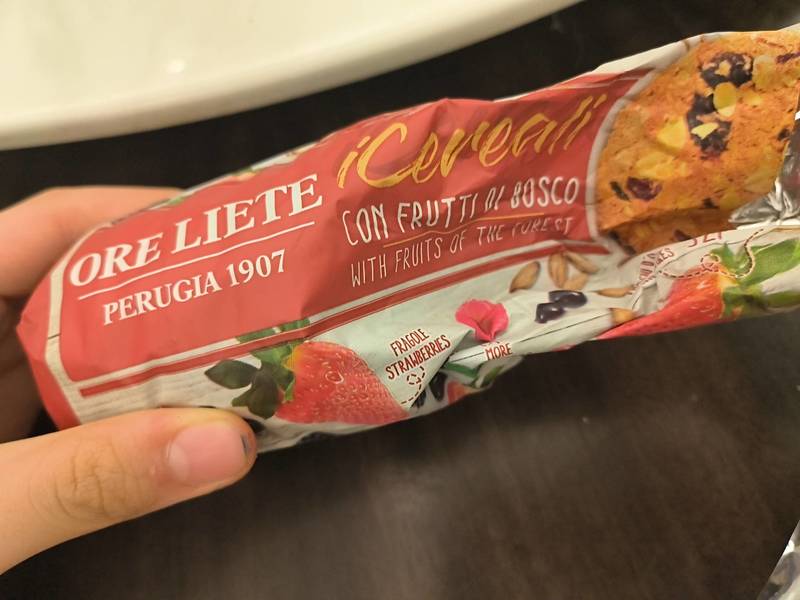 ORE LIETE
PERUGIA 1907
iCereali
CON FRUTTI DI BOSCO
WITH FRUITS OF THE FOREST
FRAGOLE
STRAWBERRIES
MORE